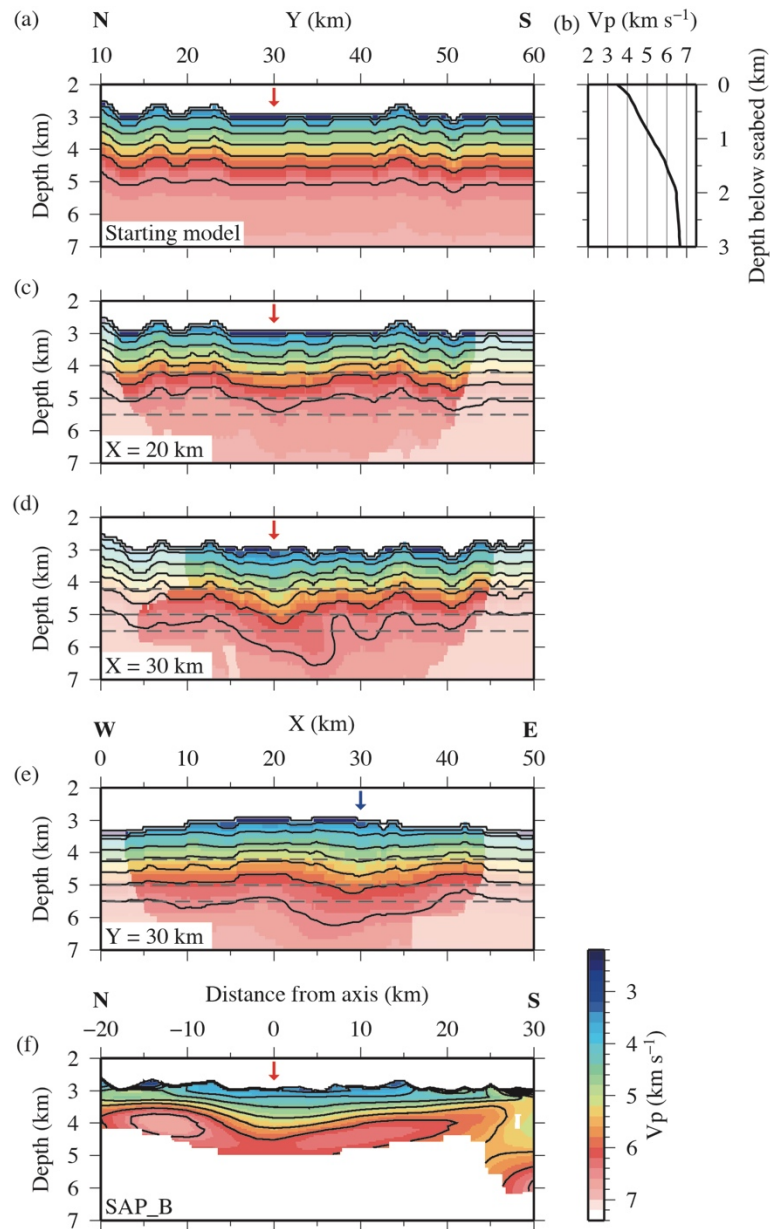 (a) N Y (km) S (b) Vp (km s⁻¹)
10 20 30 40 50 60 2 3 4 5 6 7
2 3 4 5 6 7
Depth (km)
Starting model
0 1 2 3
Depth below seabed (km)
(c)
2 3 4 5 6 7
Depth (km)
X = 20 km
(d)
2 3 4 5 6 7
Depth (km)
X = 30 km
W X (km) E
0 10 20 30 40 50
(e)
2 3 4 5 6 7
Depth (km)
Y = 30 km
N Distance from axis (km) S
−20 −10 0 10 20 30
(f)
2 3 4 5 6 7
Depth (km)
SAP_B
3 4 5 6 7
Vp (km s⁻¹)